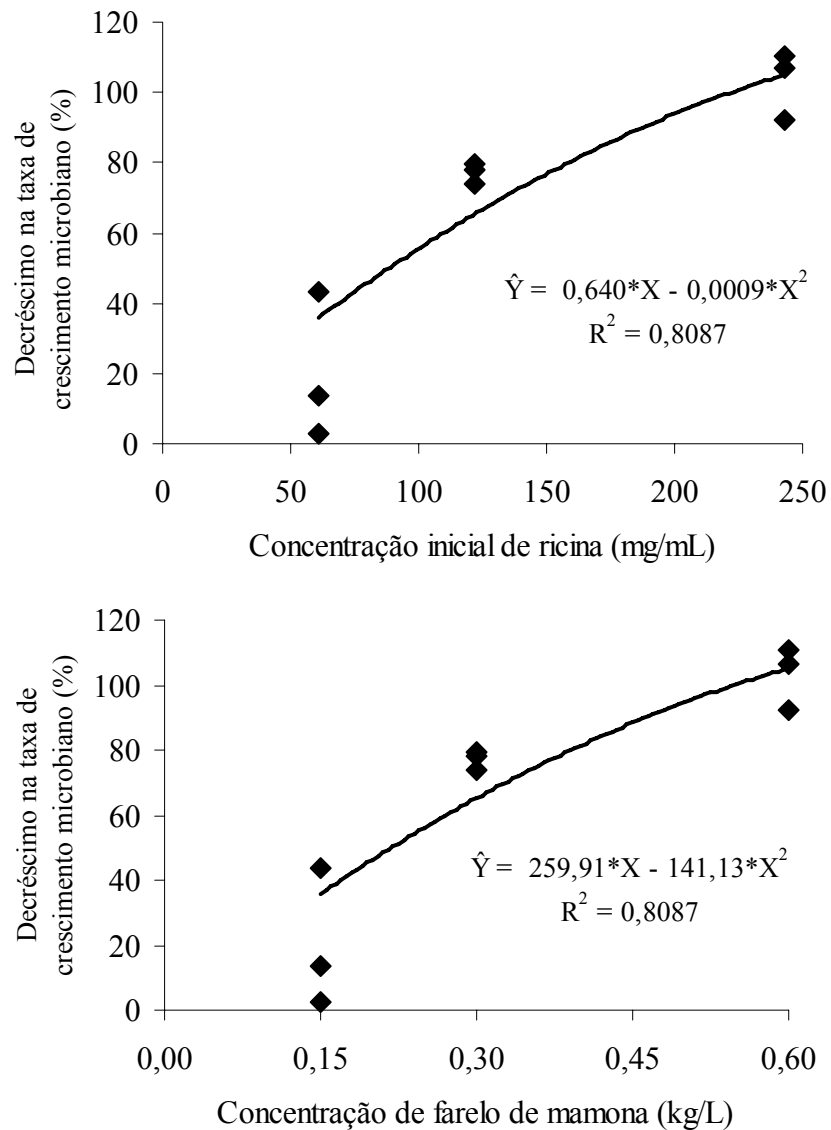 Decréscimo na taxa de
crescimento microbiano (%)
120
100
80
60
40
20
0
Ŷ = 0,640*X - 0,0009*X²
R² = 0,8087
0 50 100 150 200 250
Concentração inicial de ricina (mg/mL)
Decréscimo na taxa de
crescimento microbiano (%)
120
100
80
60
40
20
0
Ŷ = 259,91*X - 141,13*X²
R² = 0,8087
0,00 0,15 0,30 0,45 0,60
Concentração de farelo de mamona (kg/L)